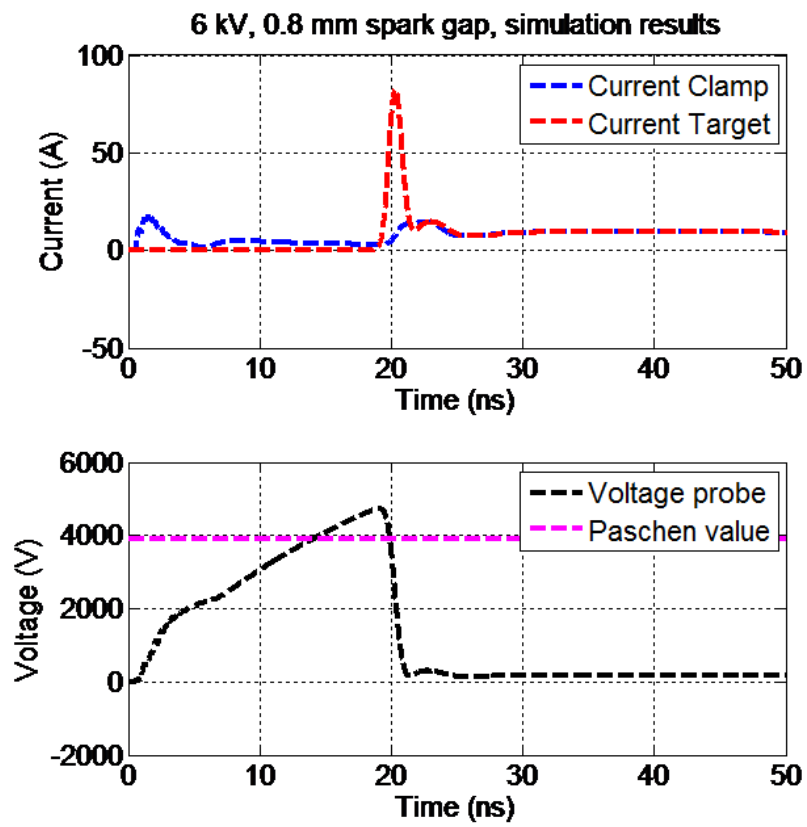 6 kV, 0.8 mm spark gap, simulation results
100
50
0
-50
Current (A)
Current Clamp
Current Target
0 10 20 30 40 50
Time (ns)
6000
4000
2000
0
-2000
Voltage (V)
Voltage probe
Paschen value
0 10 20 30 40 50
Time (ns)